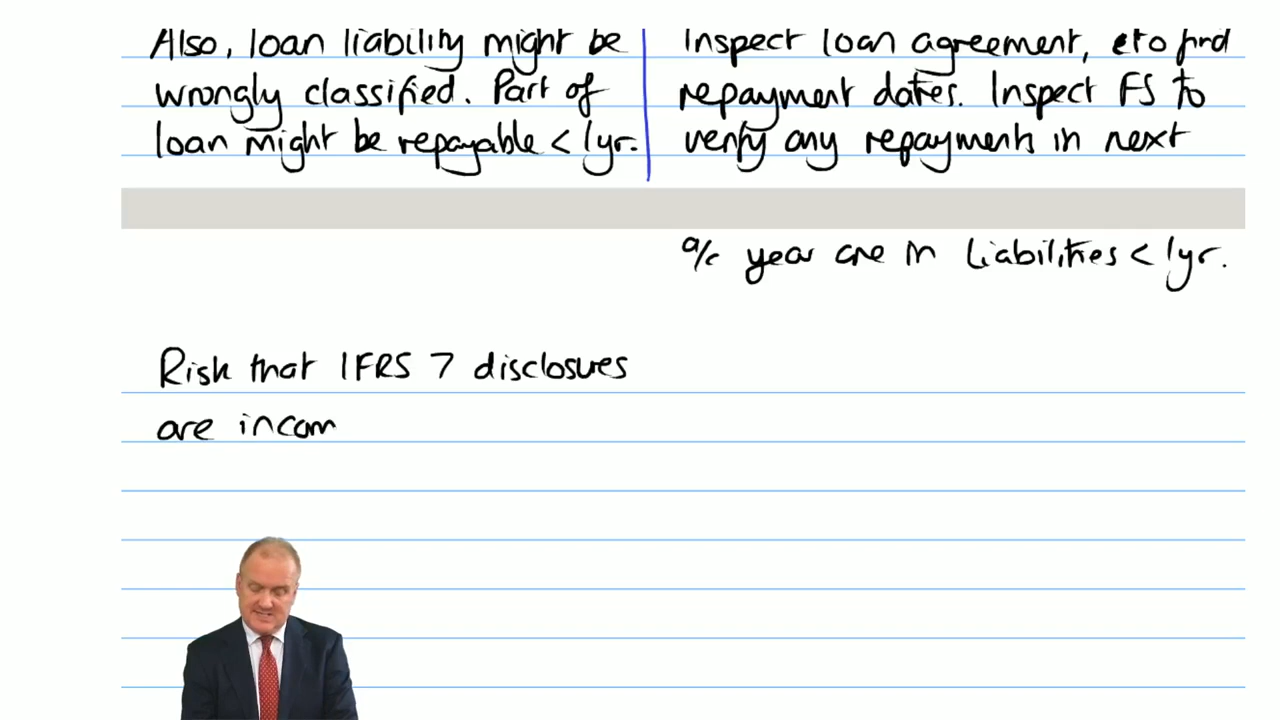 Also, loan liability might be
wrongly classified. Part of
loan might be repayable < 1yr.
Inspect loan agreement, to find
repayment dates. Inspect FS to
verify any repayments in next
a/c year are in liabilities < 1yr.
Risk that IFRS 7 disclosures
are incom